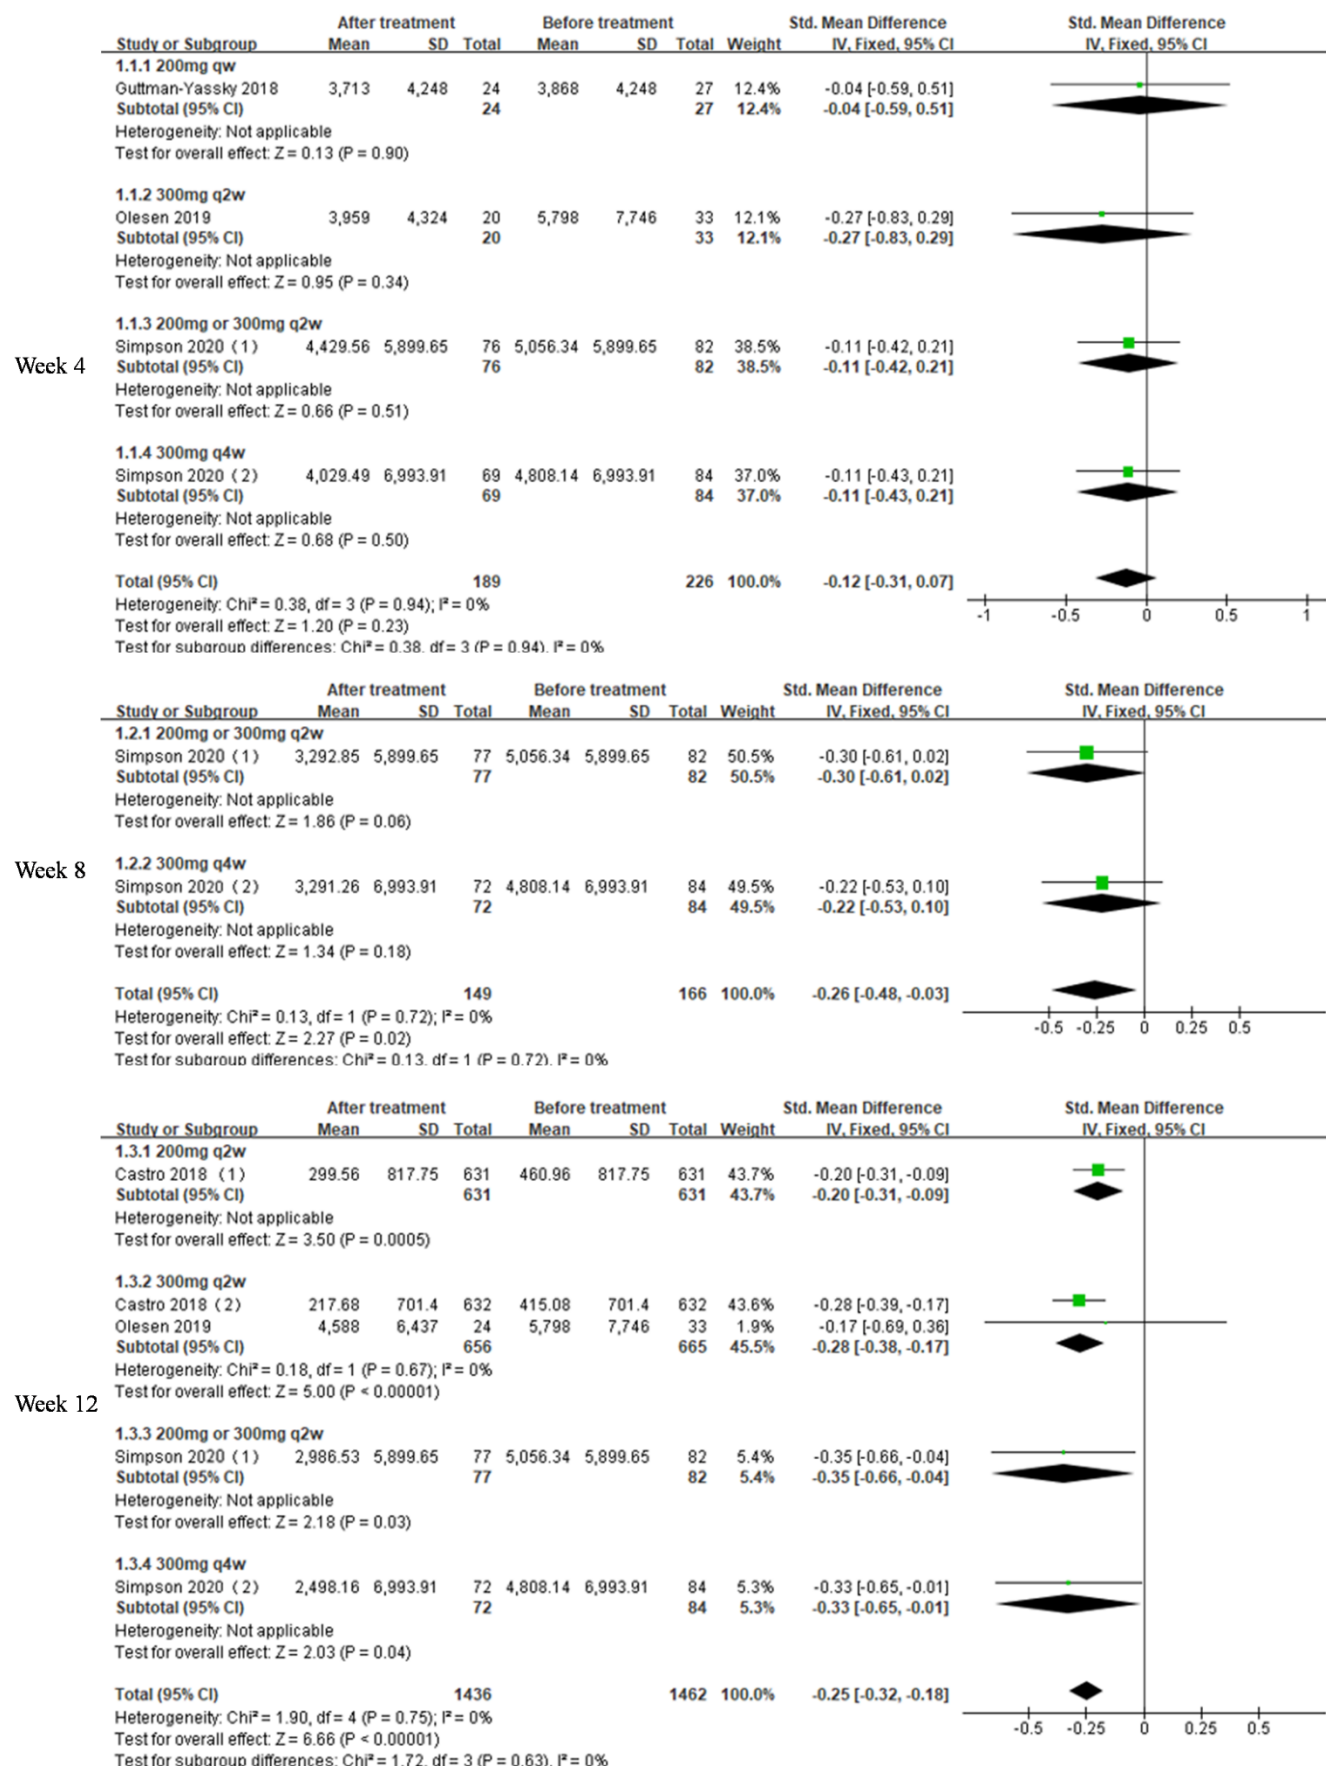 After treatment Before treatment Std. Mean Difference Std. Mean Difference
Study or Subgroup Mean SD Total Mean SD Total Weight IV, Fixed, 95% CI IV, Fixed, 95% CI
1.1.1 200mg qw
Guttman-Yassky 2018 3,713 4,248 24 3,868 4,248 27 12.4% -0.04 [-0.59, 0.51]
Subtotal (95% CI) 24 27 12.4% -0.04 [-0.59, 0.51]
Heterogeneity: Not applicable
Test for overall effect: Z = 0.13 (P = 0.90)
1.1.2 300mg q2w
Olesen 2019 3,959 4,324 20 5,798 7,746 33 12.1% -0.27 [-0.83, 0.29]
Subtotal (95% CI) 20 33 12.1% -0.27 [-0.83, 0.29]
Heterogeneity: Not applicable
Test for overall effect: Z = 0.95 (P = 0.34)
1.1.3 200mg or 300mg q2w
Simpson 2020 (1) 4,429.56 5,899.65 76 5,056.34 5,899.65 82 38.5% -0.11 [-0.42, 0.21]
Week 4 Subtotal (95% CI) 76 82 38.5% -0.11 [-0.42, 0.21]
Heterogeneity: Not applicable
Test for overall effect: Z = 0.66 (P = 0.51)
1.1.4 300mg q4w
Simpson 2020 (2) 4,029.49 6,993.91 69 4,808.14 6,993.91 84 37.0% -0.11 [-0.43, 0.21]
Subtotal (95% CI) 69 84 37.0% -0.11 [-0.43, 0.21]
Heterogeneity: Not applicable
Test for overall effect: Z = 0.68 (P = 0.50)
Total (95% CI) 189 226 100.0% -0.12 [-0.31, 0.07]
Heterogeneity: Chi² = 0.38, df = 3 (P = 0.94); I² = 0%
-1 -0.5 0 0.5 1
Test for overall effect: Z = 1.20 (P = 0.23)
Test for subgroup differences: Chi² = 0.38. df = 3 (P = 0.94). I² = 0%
After treatment Before treatment Std. Mean Difference Std. Mean Difference
Study or Subgroup Mean SD Total Mean SD Total Weight IV, Fixed, 95% CI IV, Fixed, 95% CI
1.2.1 200mg or 300mg q2w
Simpson 2020 (1) 3,292.85 5,899.65 77 5,056.34 5,899.65 82 50.5% -0.30 [-0.61, 0.02]
Subtotal (95% CI) 77 82 50.5% -0.30 [-0.61, 0.02]
Heterogeneity: Not applicable
Test for overall effect: Z = 1.86 (P = 0.06)
1.2.2 300mg q4w
Week 8
Simpson 2020 (2) 3,291.26 6,993.91 72 4,808.14 6,993.91 84 49.5% -0.22 [-0.53, 0.10]
Subtotal (95% CI) 72 84 49.5% -0.22 [-0.53, 0.10]
Heterogeneity: Not applicable
Test for overall effect: Z = 1.34 (P = 0.18)
Total (95% CI) 149 166 100.0% -0.26 [-0.48, -0.03]
Heterogeneity: Chi² = 0.13, df = 1 (P = 0.72); I² = 0%
-0.5 -0.25 0 0.25 0.5
Test for overall effect: Z = 2.27 (P = 0.02)
Test for subgroup differences: Chi² = 0.13. df = 1 (P = 0.72). I² = 0%
After treatment Before treatment Std. Mean Difference Std. Mean Difference
Study or Subgroup Mean SD Total Mean SD Total Weight IV, Fixed, 95% CI IV, Fixed, 95% CI
1.3.1 200mg q2w
Castro 2018 (1) 299.56 817.75 631 460.96 817.75 631 43.7% -0.20 [-0.31, -0.09]
Subtotal (95% CI) 631 631 43.7% -0.20 [-0.31, -0.09]
Heterogeneity: Not applicable
Test for overall effect: Z = 3.50 (P = 0.0005)
1.3.2 300mg q2w
Castro 2018 (2) 217.68 701.4 632 415.08 701.4 632 43.6% -0.28 [-0.39, -0.17]
Olesen 2019 4,588 6,437 24 5,798 7,746 33 1.9% -0.17 [-0.69, 0.36]
Subtotal (95% CI) 656 665 45.5% -0.28 [-0.38, -0.17]
Heterogeneity: Chi² = 0.18, df = 1 (P = 0.67); I² = 0%
Test for overall effect: Z = 5.00 (P < 0.00001)
Week 12
1.3.3 200mg or 300mg q2w
Simpson 2020 (1) 2,986.53 5,899.65 77 5,056.34 5,899.65 82 5.4% -0.35 [-0.66, -0.04]
Subtotal (95% CI) 77 82 5.4% -0.35 [-0.66, -0.04]
Heterogeneity: Not applicable
Test for overall effect: Z = 2.18 (P = 0.03)
1.3.4 300mg q4w
Simpson 2020 (2) 2,498.16 6,993.91 72 4,808.14 6,993.91 84 5.3% -0.33 [-0.65, -0.01]
Subtotal (95% CI) 72 84 5.3% -0.33 [-0.65, -0.01]
Heterogeneity: Not applicable
Test for overall effect: Z = 2.03 (P = 0.04)
Total (95% CI) 1436 1462 100.0% -0.25 [-0.32, -0.18]
Heterogeneity: Chi² = 1.90, df = 4 (P = 0.75); I² = 0%
-0.5 -0.25 0 0.25 0.5
Test for overall effect: Z = 6.66 (P < 0.00001)
Test for subgroup differences: Chi² = 1.72. df = 3 (P = 0.63). I² = 0%